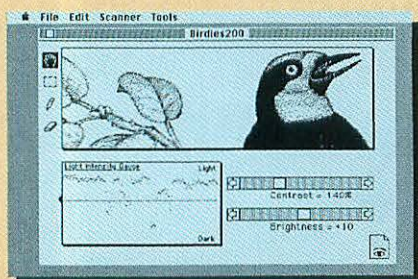 File Edit Scanner Tools
Birdies200
Light Intensity Gauge Light
Dark
Contrast = 140%
Brightness = +10